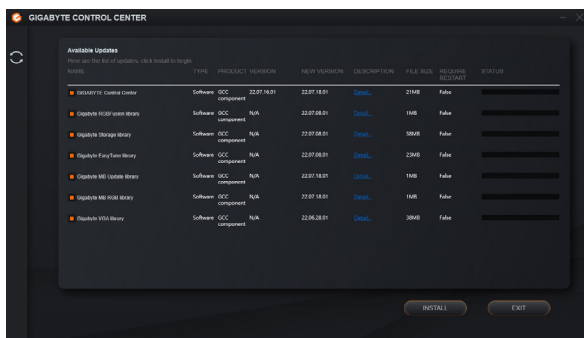 GIGABYTE CONTROL CENTER
Available Updates
Here are the list of updates, click install to begin
NAME TYPE PRODUCT VERSION NEW VERSION DESCRIPTION FILE SIZE REQUIRE RESTART STATUS
GIGABYTE Control Center Software GCC component 22.07.16.01 22.07.18.01 Detail... 21MB False
Gigabyte RGBFusion library Software GCC component N/A 22.07.08.01 Detail... 1MB False
Gigabyte Storage library Software GCC component N/A 22.07.08.01 Detail... 38MB False
Gigabyte EasyTune library Software GCC component N/A 22.07.08.01 Detail... 23MB False
Gigabyte MB Update library Software GCC component N/A 22.07.18.01 Detail... 1MB False
Gigabyte MB RGB library Software GCC component N/A 22.07.18.01 Detail... 1MB False
Gigabyte VGA library Software GCC component N/A 22.06.28.01 Detail... 38MB False
INSTALL EXIT